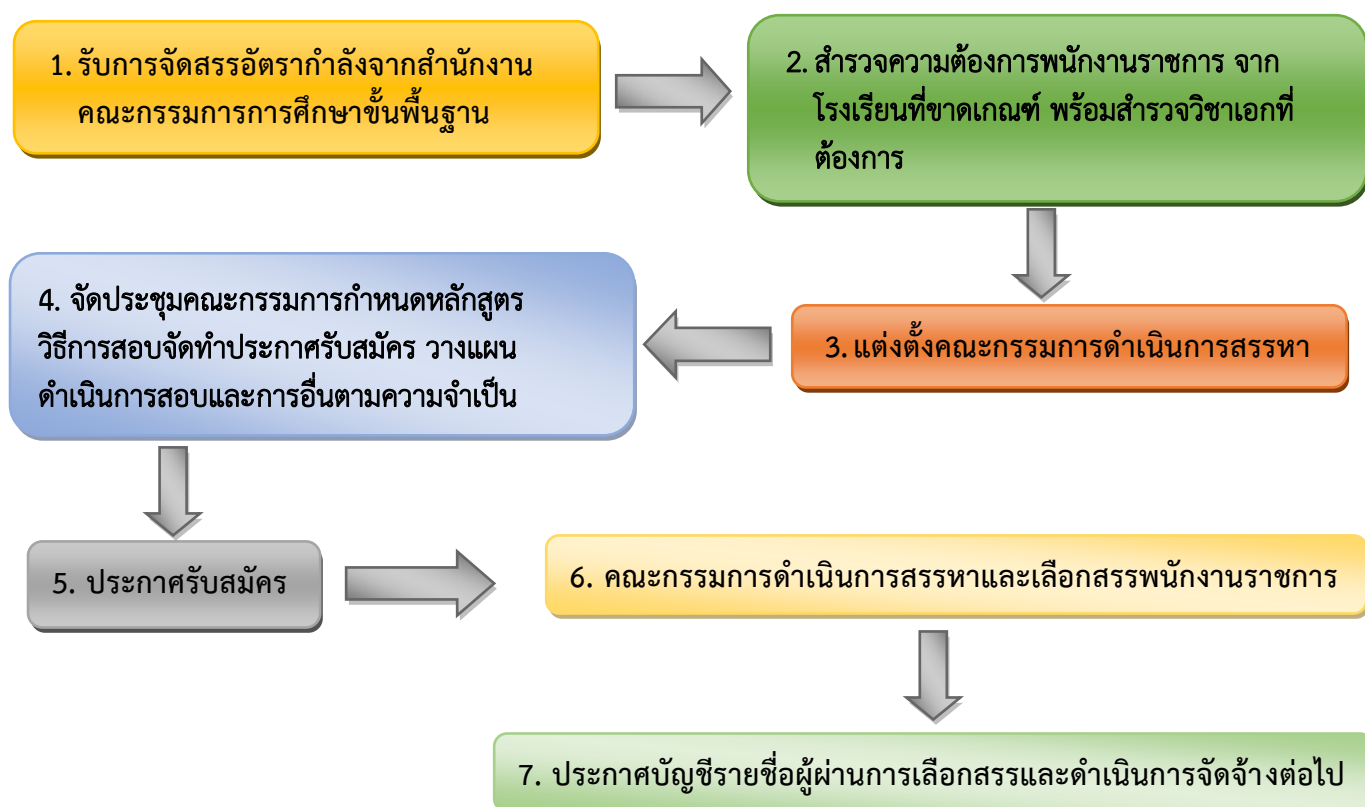 1. รับการจัดสรรอัตรากำลังจากสำนักงาน
คณะกรรมการการศึกษาขั้นพื้นฐาน
2. สำรวจความต้องการพนักงานราชการ จาก
โรงเรียนที่ขาดเกณฑ์ พร้อมสำรวจวิชาเอกที่
ต้องการ
3. แต่งตั้งคณะกรรมการดำเนินการสรรหา
4. จัดประชุมคณะกรรมการกำหนดหลักสูตร
วิธีการสอบจัดทำประกาศรับสมัคร วางแผน
ดำเนินการสอบและการอื่นตามความจำเป็น
5. ประกาศรับสมัคร
6. คณะกรรมการดำเนินการสรรหาและเลือกสรรพนักงานราชการ
7. ประกาศบัญชีรายชื่อผู้ผ่านการเลือกสรรและดำเนินการจัดจ้างต่อไป